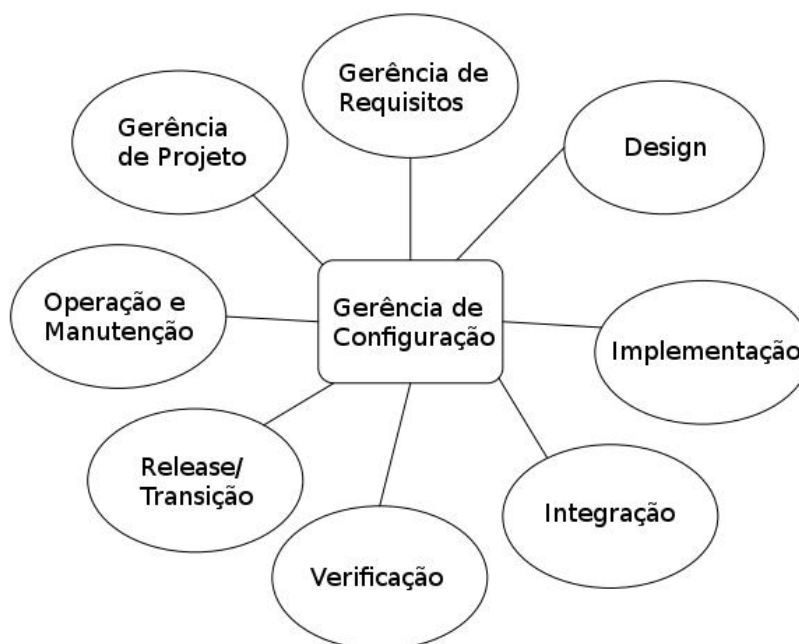 Gerência de
Requisitos
Gerência
de Projeto
Design
Operação e
Manutenção
Gerência de
Configuração
Implementação
Release/
Transição
Integração
Verificação